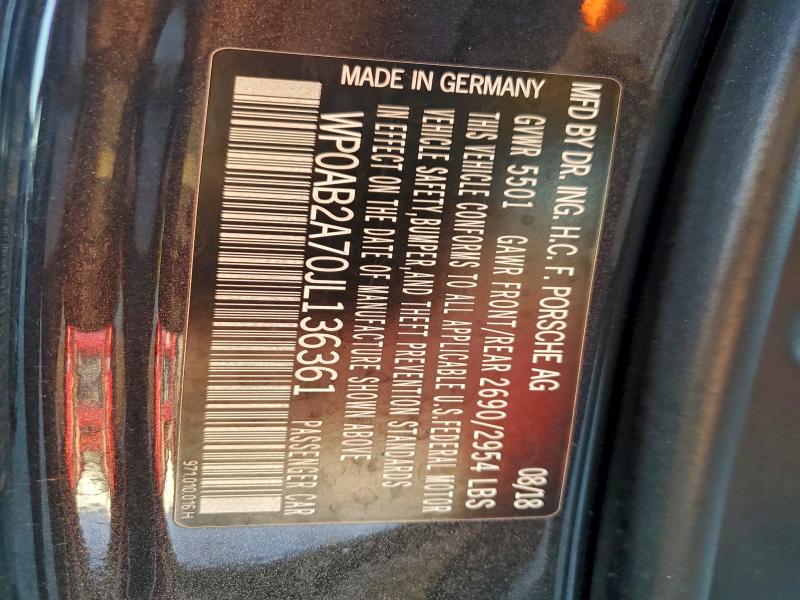 MFD BY DR. ING. H.C. F. PORSCHE AG 08/18
GVWR 5501 GAWR FRONT/REAR 2690/2954 LBS
THIS VEHICLE CONFORMS TO ALL APPLICABLE U.S. FEDERAL MOTOR
VEHICLE SAFETY,BUMPER,AND THEFT PREVENTION STANDARDS
IN EFFECT ON THE DATE OF MANUFACTURE SHOWN ABOVE.
WP0AB2A70JL136361 PASSENGER CAR
MADE IN GERMANY
971010016H